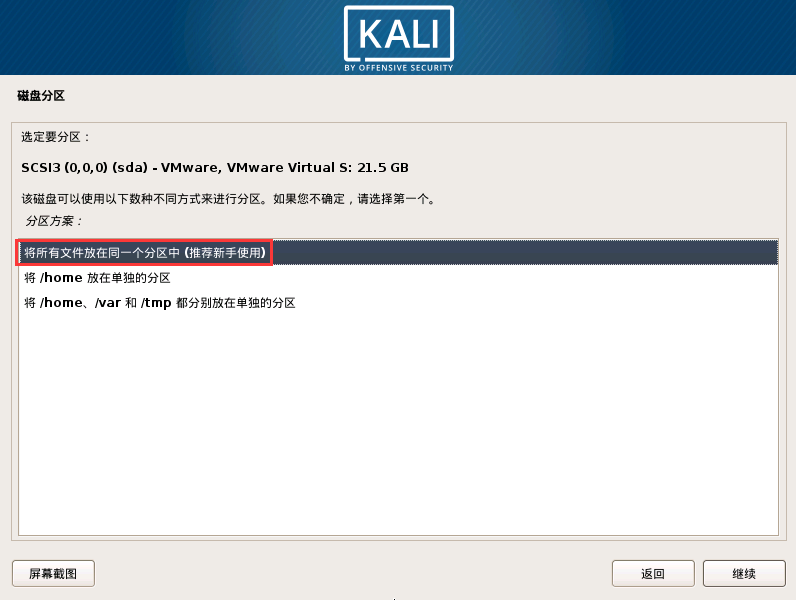 KALI
BY OFFENSIVE SECURITY
磁盘分区
选定要分区：
SCSI3 (0,0,0) (sda) - VMware, VMware Virtual S: 21.5 GB
该磁盘可以使用以下数种不同方式来进行分区。如果您不确定，请选择第一个。
分区方案：
将所有文件放在同一个分区中 (推荐新手使用)
将 /home 放在单独的分区
将 /home、/var 和 /tmp 都分别放在单独的分区
屏幕截图
返回
继续